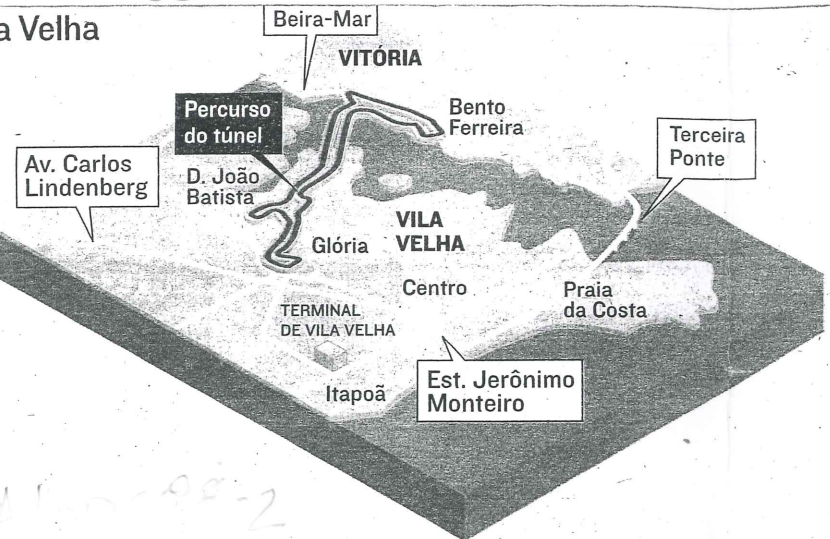 a Velha
Beira-Mar
VITÓRIA
Percurso
do túnel
Bento
Ferreira
Terceira
Ponte
Av. Carlos
Lindenberg
D. João
Batista
VILA
VELHA
Glória
Centro
Praia
da Costa
TERMINAL
DE VILA VELHA
Est. Jerônimo
Monteiro
Itapoã